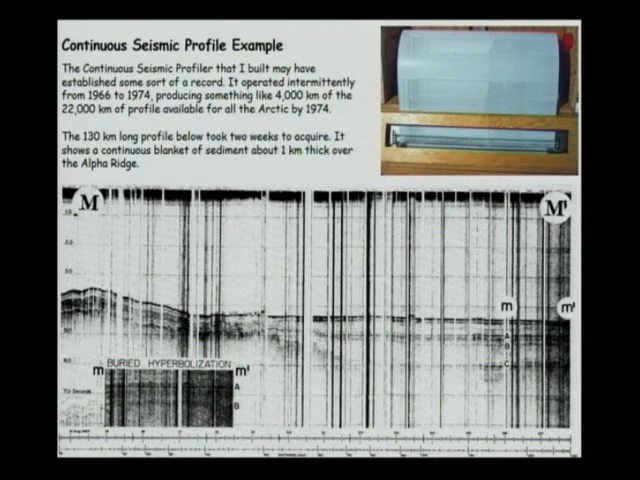 Continuous Seismic Profile Example
The Continuous Seismic Profiler that I built may have
established some sort of a record. It operated intermittently
from 1966 to 1974, producing something like 4,000 km of the
22,000 km of profile available for all the Arctic by 1974.
The 130 km long profile below took two weeks to acquire. It
shows a continuous blanket of sediment about 1 km thick over
the Alpha Ridge.
M
M'
m
m'
A
B
C
m BURIED HYPERBOLIZATION m'
A
B